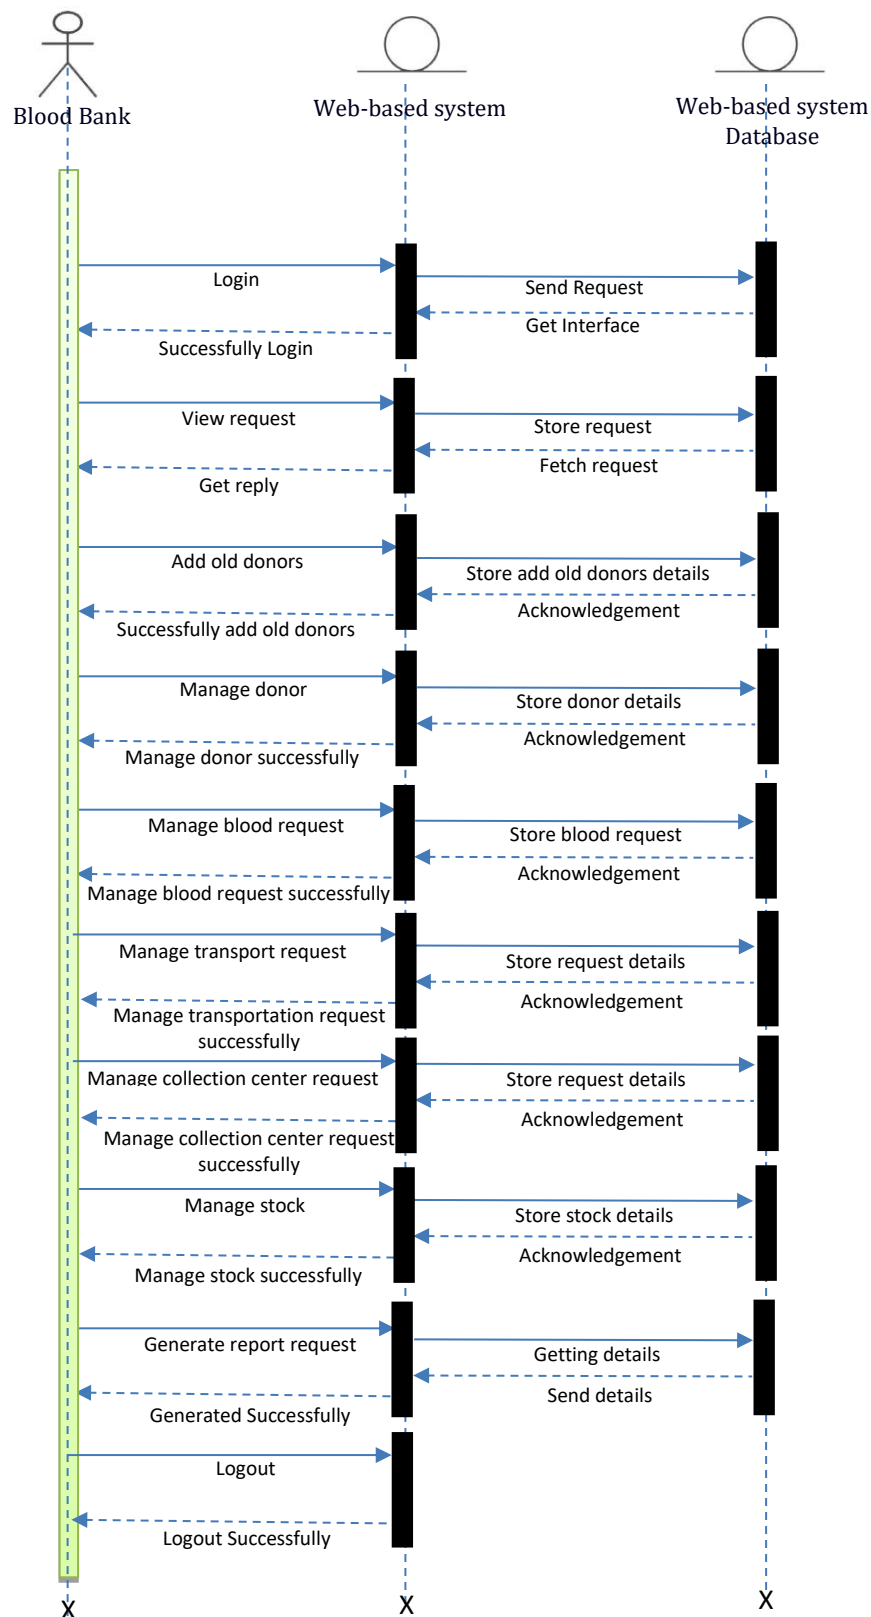 Blood Bank
Web-based system
Web-based system
Database
Login
Send Request
Get Interface
Successfully Login
View request
Store request
Fetch request
Get reply
Add old donors
Store add old donors details
Acknowledgement
Successfully add old donors
Manage donor
Store donor details
Acknowledgement
Manage donor successfully
Manage blood request
Store blood request
Acknowledgement
Manage blood request successfully
Manage transport request
Store request details
Acknowledgement
Manage transportation request
successfully
Manage collection center request
Store request details
Acknowledgement
Manage collection center request
successfully
Manage stock
Store stock details
Acknowledgement
Manage stock successfully
Generate report request
Getting details
Send details
Generated Successfully
Logout
Logout Successfully
X
X
X